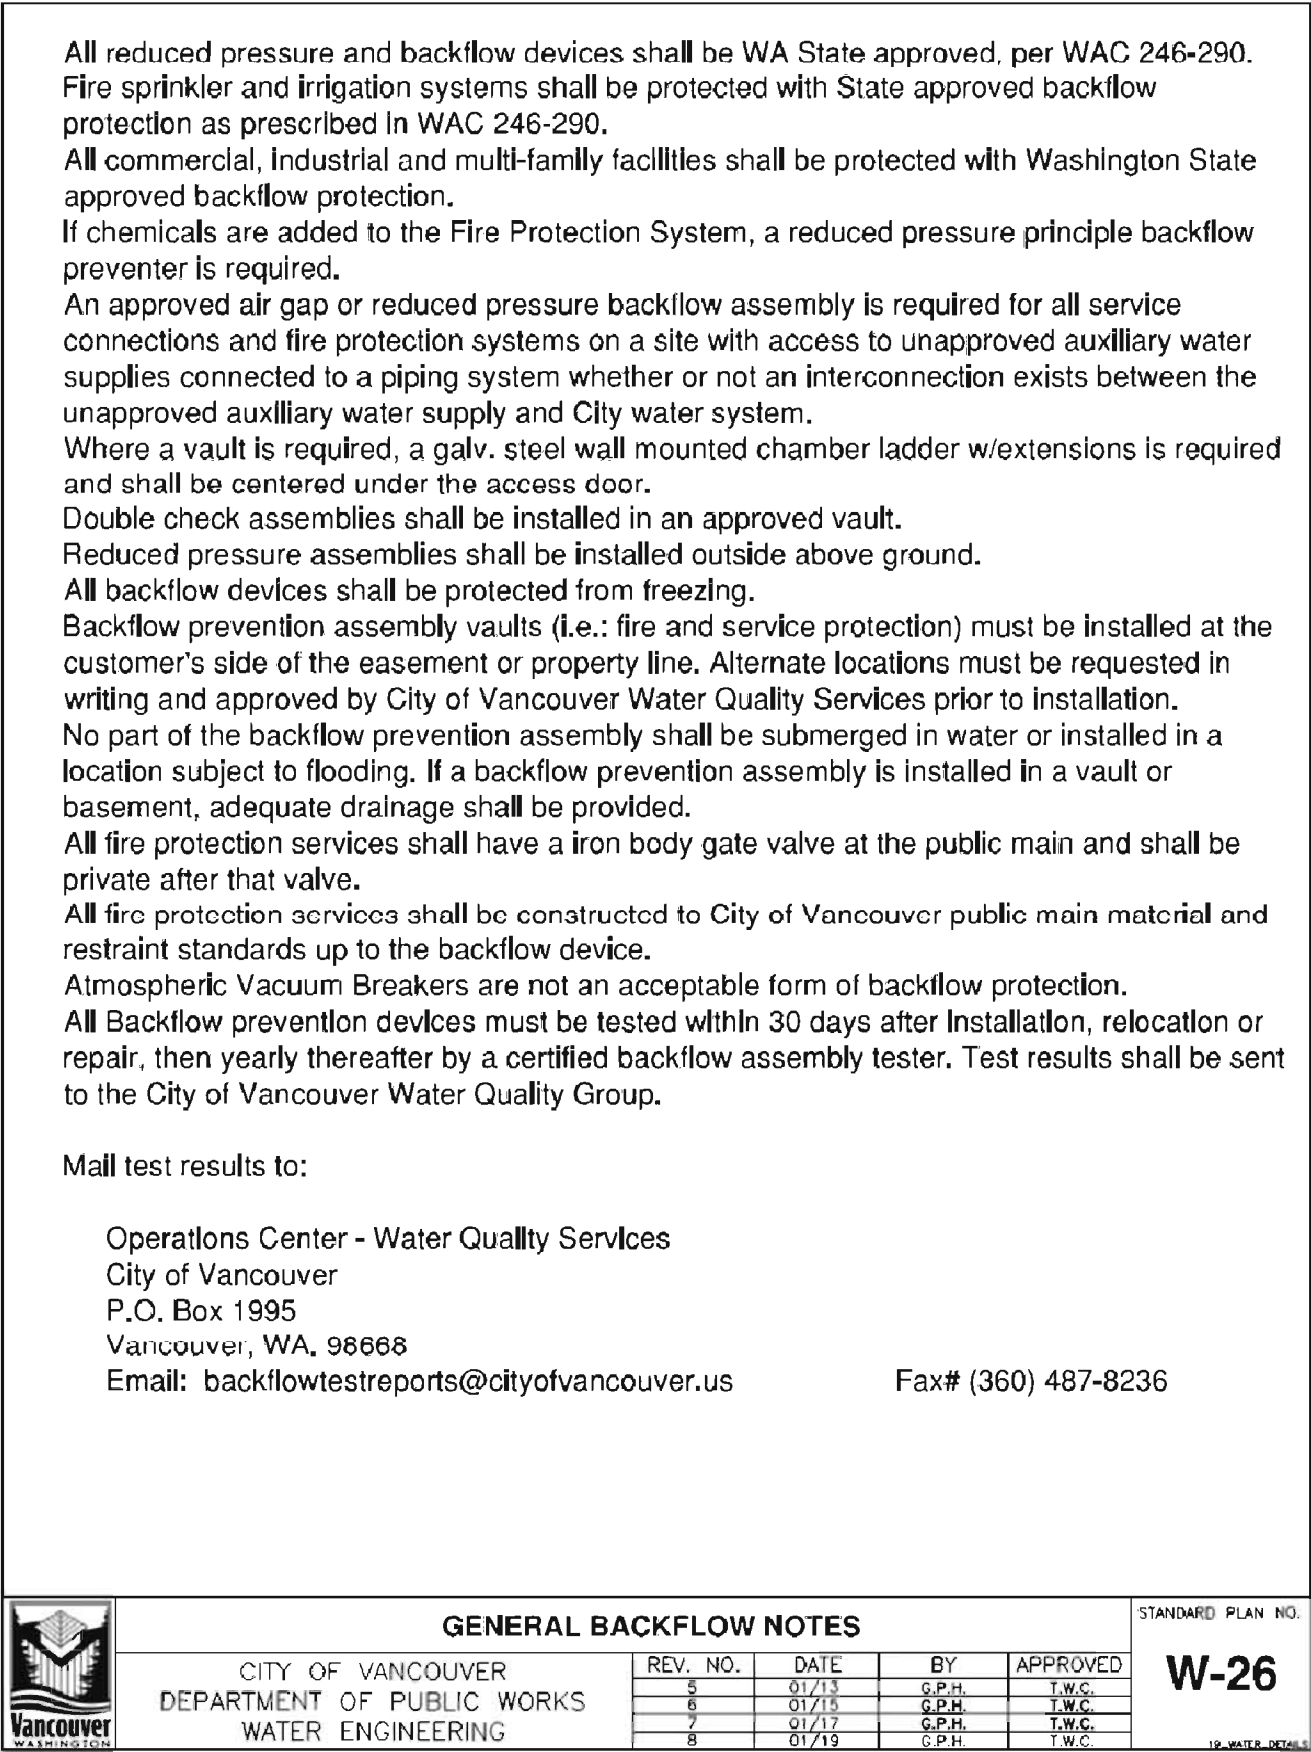 All reduced pressure and backflow devices shall be WA State approved, per WAC 246-290.
Fire sprinkler and irrigation systems shall be protected with State approved backflow
protection as prescribed in WAC 246-290.
All commercial, industrial and multi-family facilities shall be protected with Washington State
approved backflow protection.
If chemicals are added to the Fire Protection System, a reduced pressure principle backflow
preventer is required.
An approved air gap or reduced pressure backflow assembly is required for all service
connections and fire protection systems on a site with access to unapproved auxiliary water
supplies connected to a piping system whether or not an interconnection exists between the
unapproved auxiliary water supply and City water system.
Where a vault is required, a galv. steel wall mounted chamber ladder w/extensions is required
and shall be centered under the access door.
Double check assemblies shall be installed in an approved vault.
Reduced pressure assemblies shall be installed outside above ground.
All backflow devices shall be protected from freezing.
Backflow prevention assembly vaults (i.e.: fire and service protection) must be installed at the
customer's side of the easement or property line. Alternate locations must be requested in
writing and approved by City of Vancouver Water Quality Services prior to installation.
No part of the backflow prevention assembly shall be submerged in water or installed in a
location subject to flooding. If a backflow prevention assembly is installed in a vault or
basement, adequate drainage shall be provided.
All fire protection services shall have a iron body gate valve at the public main and shall be
private after that valve.
All fire protection services shall be constructed to City of Vancouver public main material and
restraint standards up to the backflow device.
Atmospheric Vacuum Breakers are not an acceptable form of backflow protection.
All Backflow prevention devices must be tested within 30 days after installation, relocation or
repair, then yearly thereafter by a certified backflow assembly tester. Test results shall be sent
to the City of Vancouver Water Quality Group.
Mail test results to:
Operations Center - Water Quality Services
City of Vancouver
P.O. Box 1995
Vancouver, WA. 98668
Email: backflowtestreports@cityofvancouver.us Fax# (360) 487-8236
Vancouver
WASHINGTON
GENERAL BACKFLOW NOTES
CITY OF VANCOUVER
DEPARTMENT OF PUBLIC WORKS
WATER ENGINEERING
REV. NO. DATE BY APPROVED
5 01/13 G.P.H. T.W.C.
6 01/15 G.P.H. T.W.C.
7 01/17 G.P.H. T.W.C.
8 01/19 G.P.H. T.W.C.
STANDARD PLAN NO.
W-26
19_WATER_DETAILS